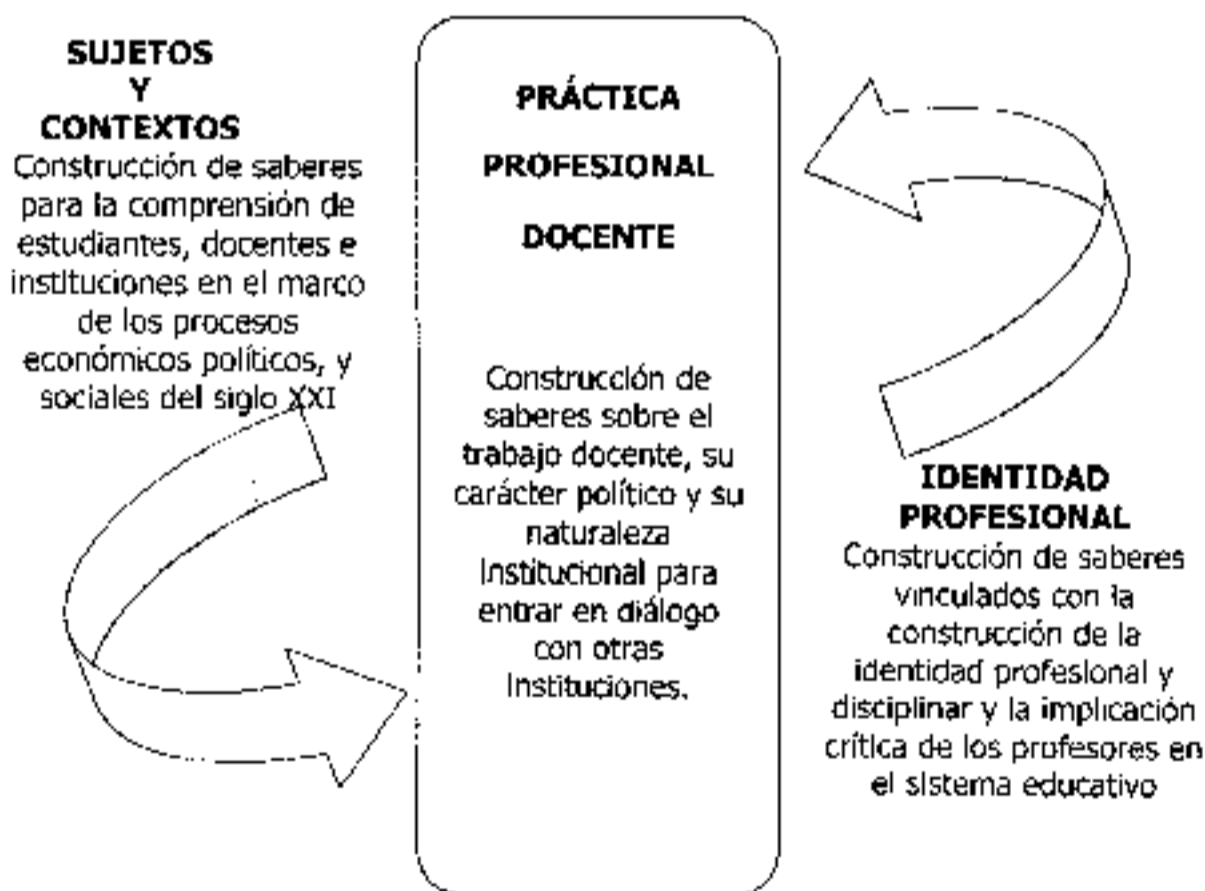 SUJETOS
Y
CONTEXTOS
Construcción de saberes
para la comprensión de
estudiantes, docentes e
instituciones en el marco
de los procesos
económicos políticos, y
sociales del siglo XXI
PRÁCTICA
PROFESIONAL
DOCENTE
Construcción de
saberes sobre el
trabajo docente, su
carácter político y su
naturaleza
Institucional para
entrar en diálogo
con otras
Instituciones.
IDENTIDAD
PROFESIONAL
Construcción de saberes
vinculados con la
construcción de la
identidad profesional y
disciplinar y la implicación
crítica de los profesores en
el sistema educativo